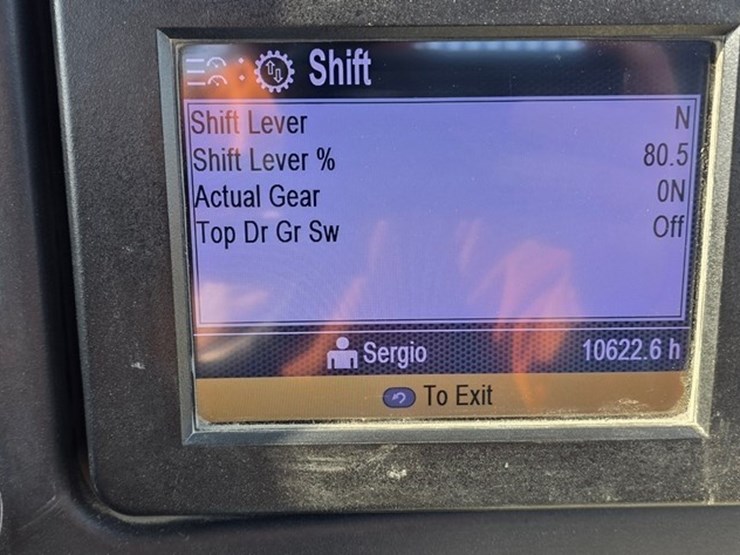 : Shift
Shift Lever N
Shift Lever % 80.5
Actual Gear 0N
Top Dr Gr Sw Off
Sergio 10622.6 h
To Exit